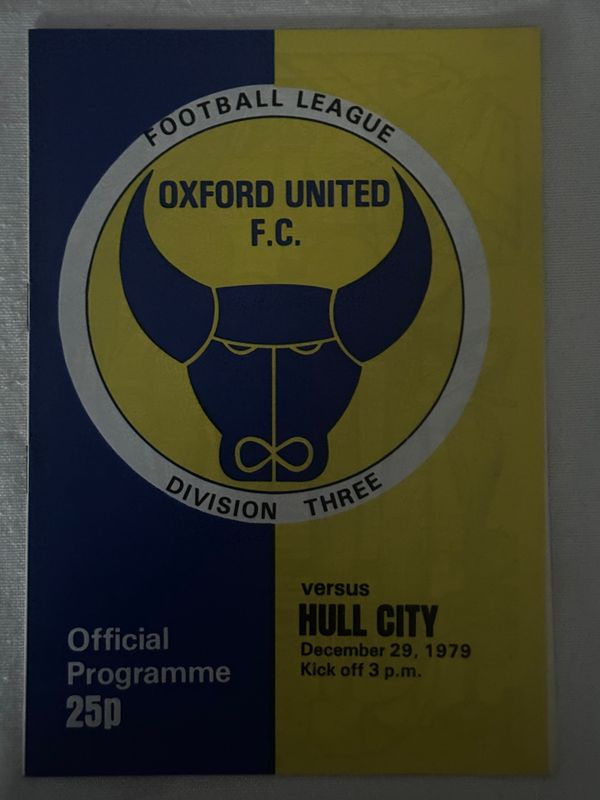 FOOTBALL LEAGUE
OXFORD UNITED
F.C.
DIVISION THREE
versus
HULL CITY
December 29, 1979
Kick off 3 p.m.
Official
Programme
25p